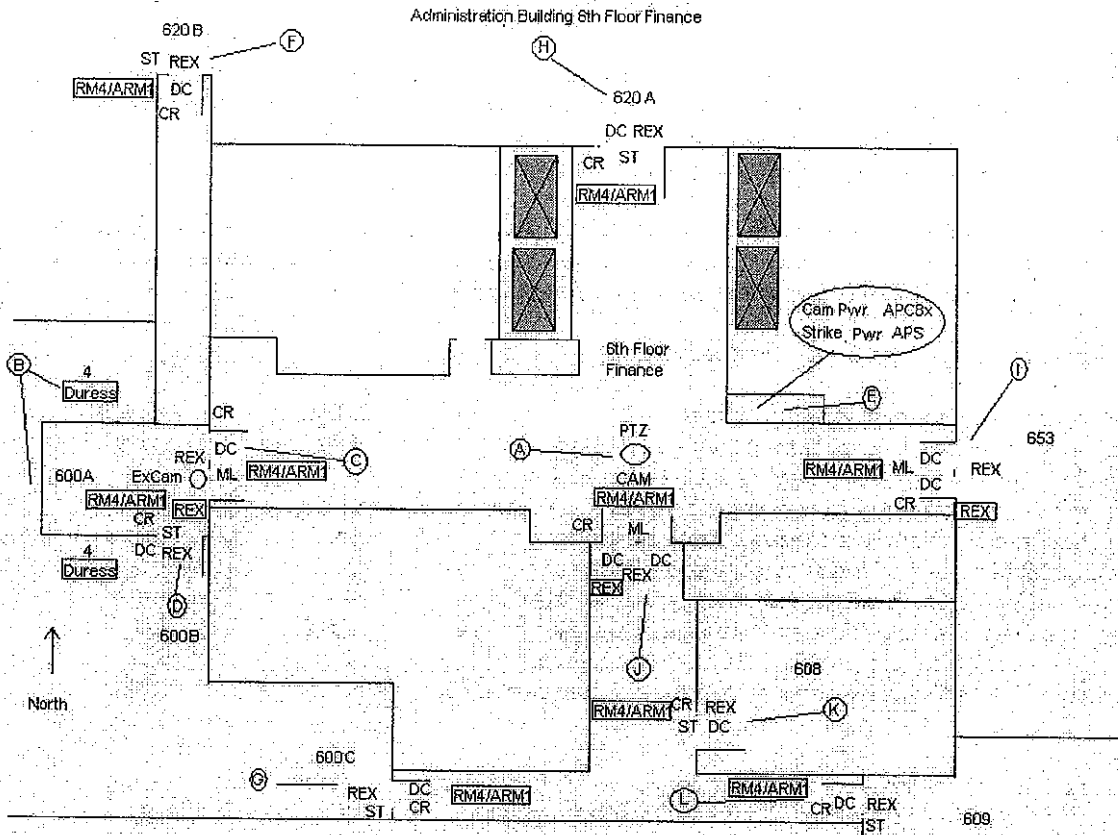 Administration Building 6th Floor Finance
620 B
F
H
ST REX
RM4/ARM1
DC
CR
620 A
DC REX
CR ST
RM4/ARM1
Cam Pwr. APC8x
Strike Pwr APS
6th Floor
Finance
B
4
Duress
I
E
CR
PTZ
A
653
DC
C
REX
ML
RM4/ARM1
600A
ExCam
CAM
RM4/ARM1
ML
DC
REX
DC
RM4/ARM1
REX
RM4/ARM1
CR
REX
CR
ST
CR
ML
4
Duress
DC
REX
DC
DC
REX
REX
D
600B
J
608
North
RM4/ARM1
CR
REX
K
ST
DC
600C
G
REX
DC
RM4/ARM1
L
RM4/ARM1
ST
CR
CR
DC
REX
ST
609